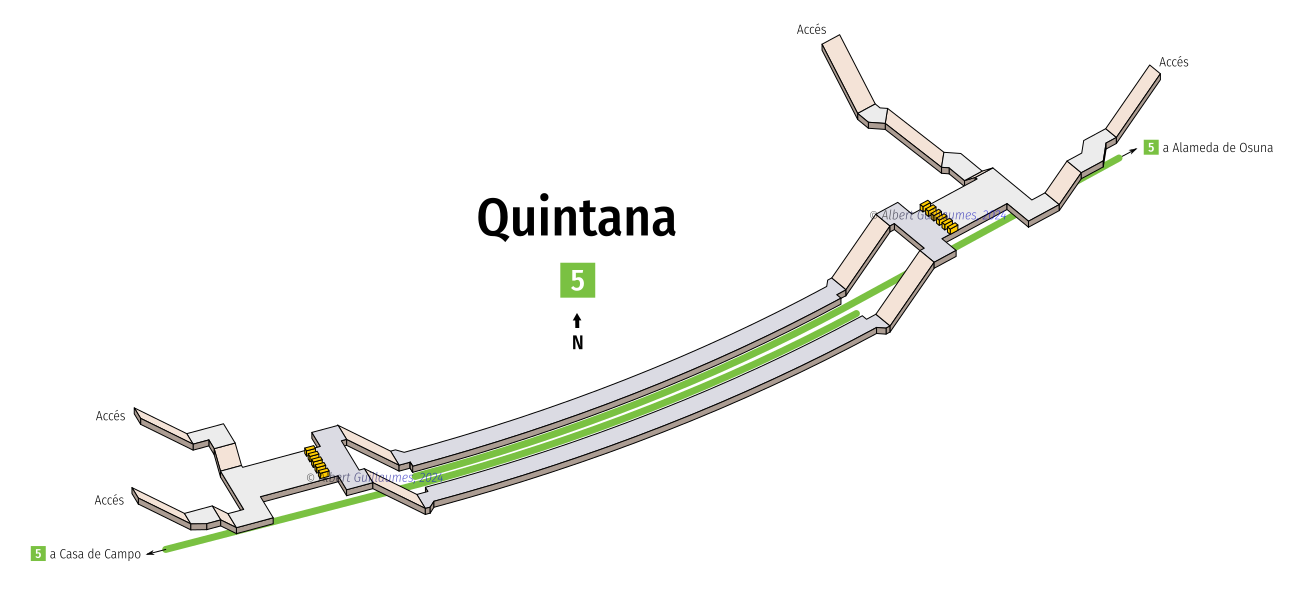 Accés
Accés
5 a Alameda de Osuna
Quintana
© Albert Guillaumes, 2024
5
N
Accés
© Albert Guillaumes, 2024
Accés
5 a Casa de Campo